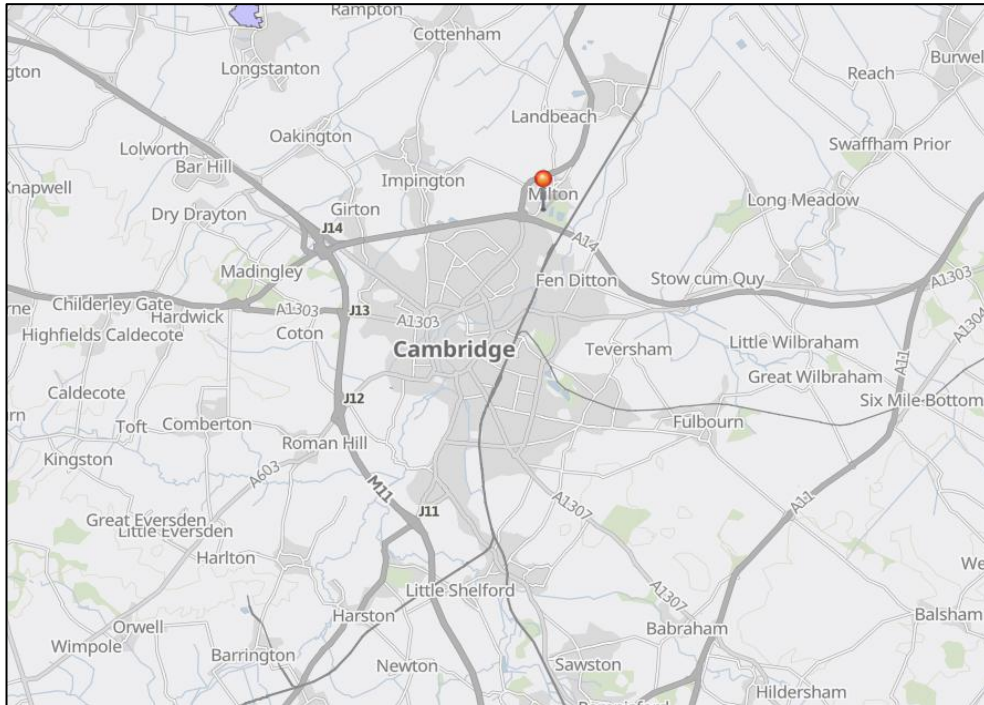 Rampton
Cottenham
Burwel
ngton
Longstanton
Reach
Landbeach
Oakington
Swaffham Prior
Lolworth
Bar Hill
Impington
Knapwell
Milton
Long Meadow
Dry Drayton
Girton
J14
A14
Madingley
Fen Ditton
Stow cum Quy
A1303
Childerley Gate
Hardwick
A1303
J13
A1303
A1304
Highfields Caldecote
Coton
Cambridge
Teversham
Little Wilbraham
A11
Great Wilbraham
Caldecote
J12
Six Mile Bottom
Toft
Comberton
Fulbourn
Roman Hill
Kingston
A603
M11
A11
J11
A1307
Great Eversden
Little Eversden
Harlton
We
Little Shelford
A1307
Harston
Balsham
Orwell
Babraham
Wimpole
Barrington
Newton
Sawston
Hildersham